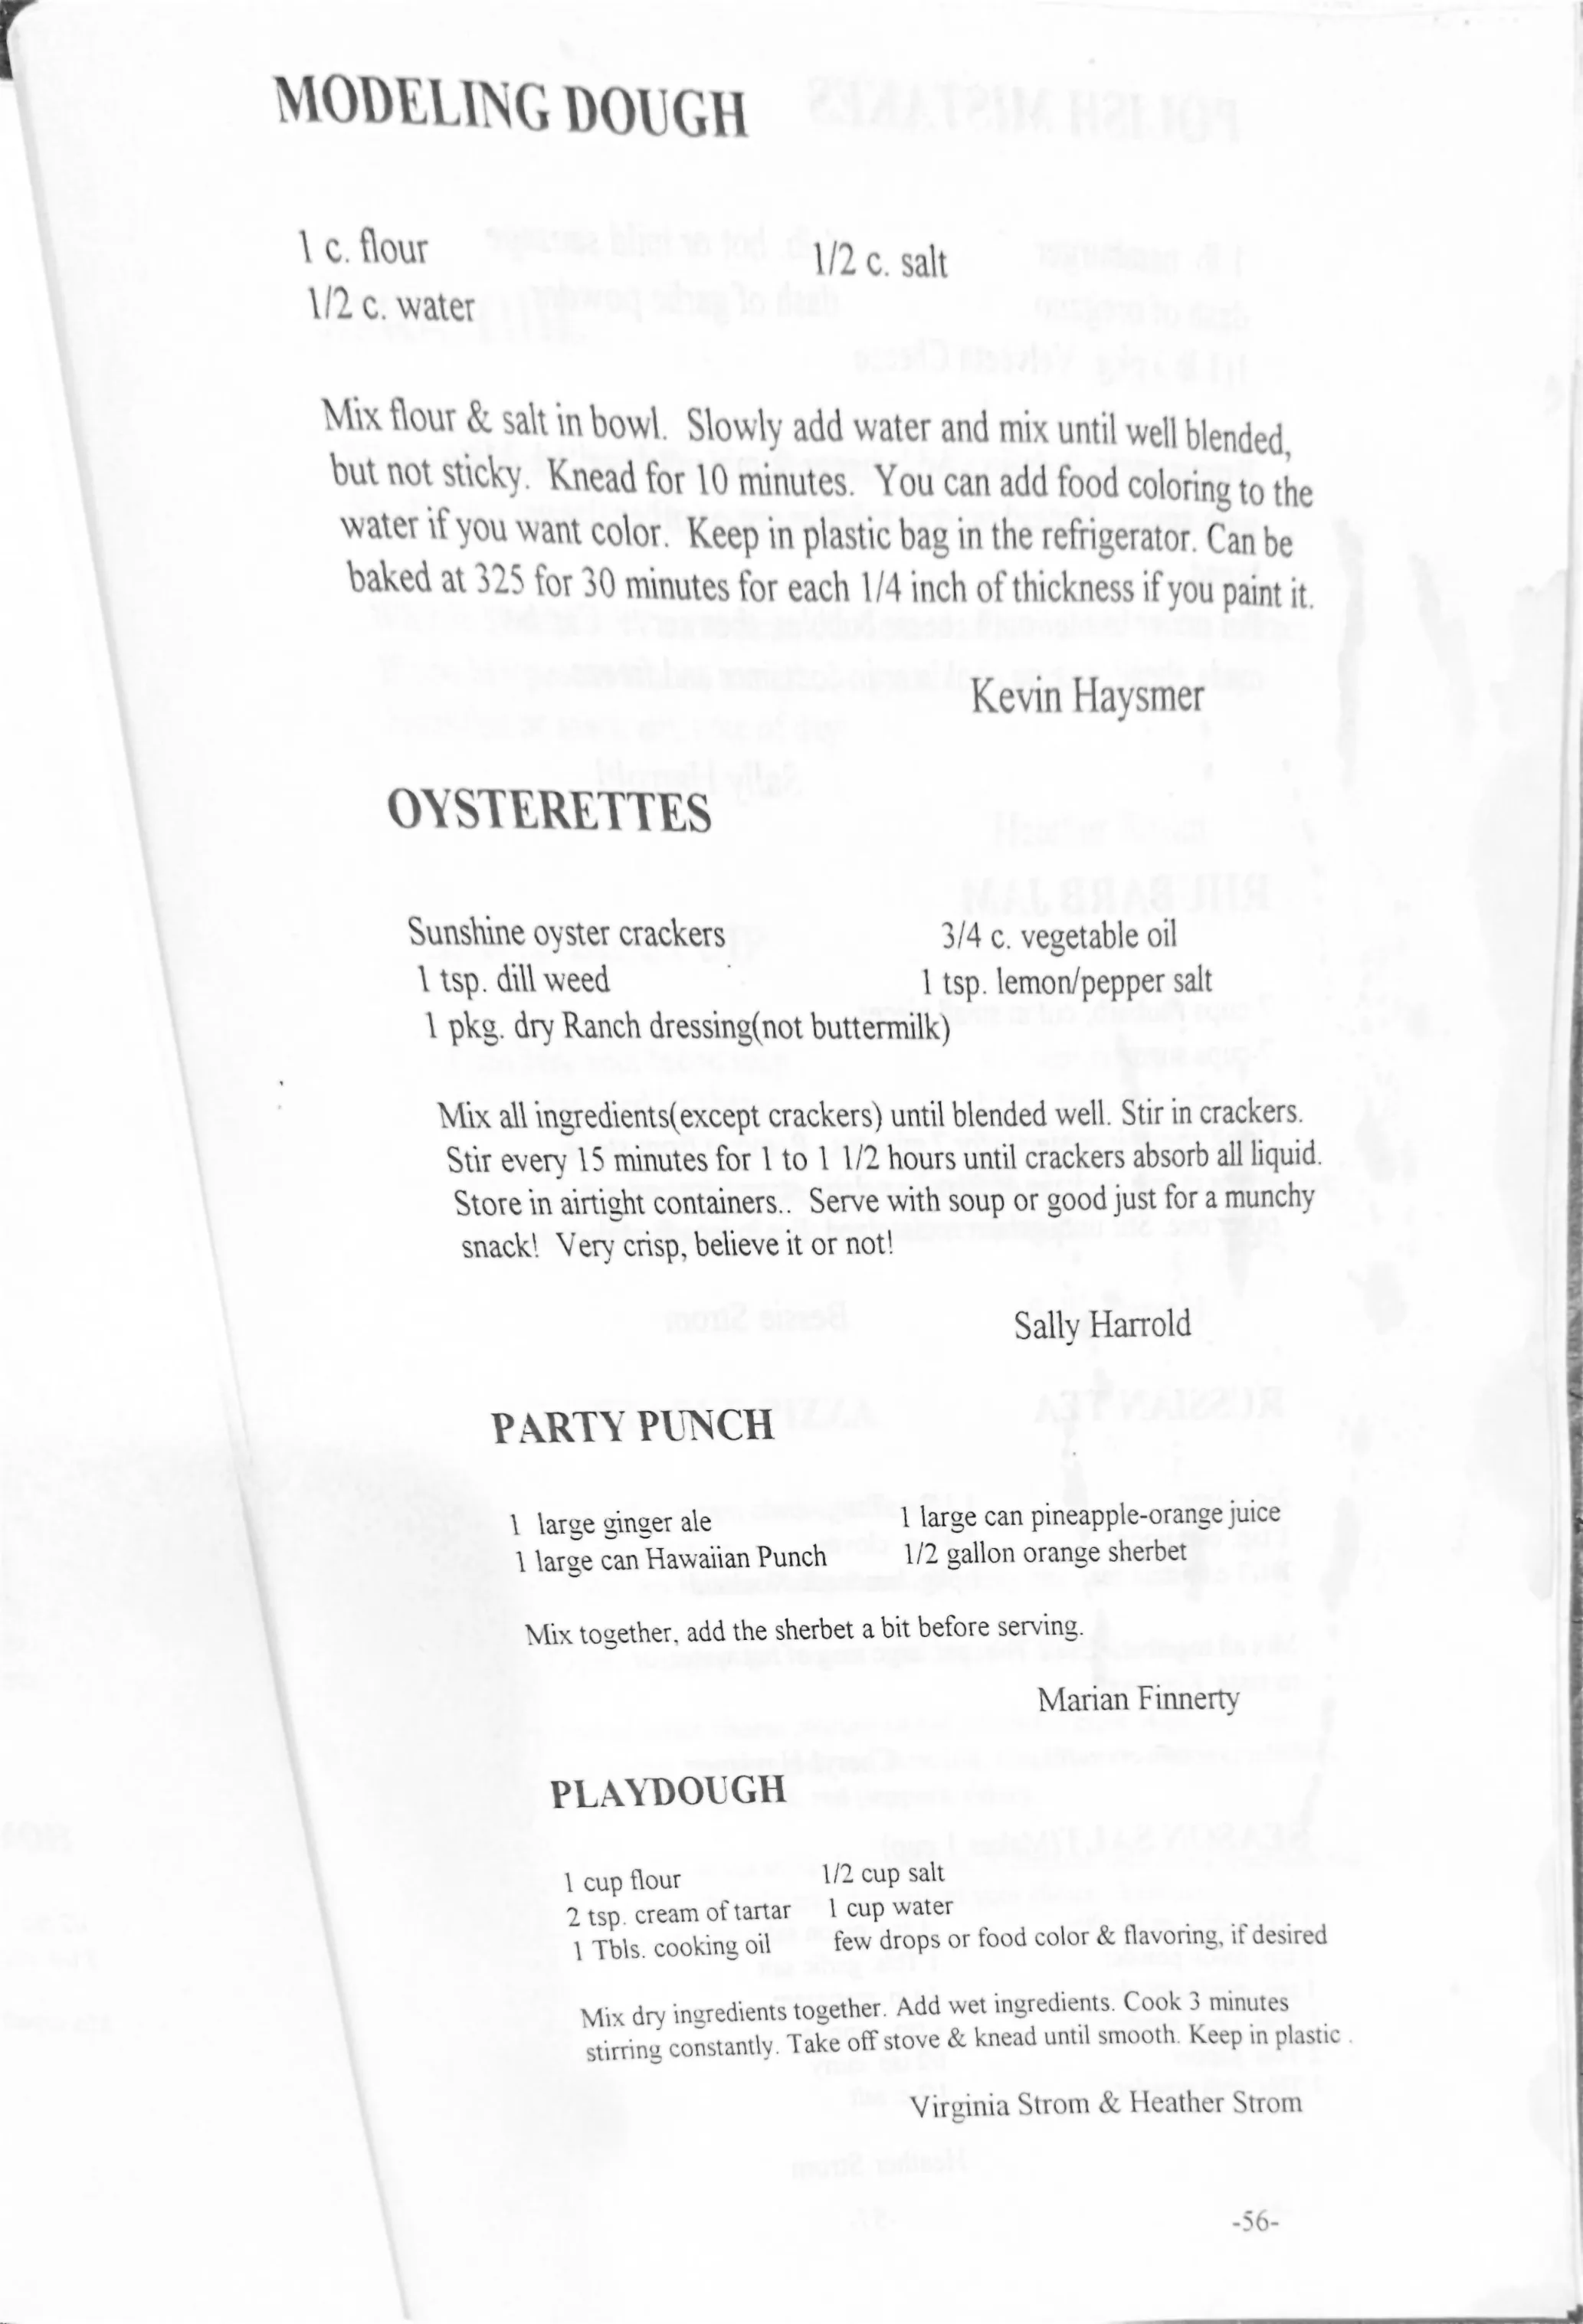 MODELING DOUGH
1 c. flour 1/2 c. salt
1/2 c. water
Mix flour & salt in bowl. Slowly add water and mix until well blended,
but not sticky. Knead for 10 minutes. You can add food coloring to the
water if you want color. Keep in plastic bag in the refrigerator. Can be
baked at 325 for 30 minutes for each 1/4 inch of thickness if you paint it.
Kevin Haysmer
OYSTERETTES
Sunshine oyster crackers 3/4 c. vegetable oil
1 tsp. dill weed 1 tsp. lemon/pepper salt
1 pkg. dry Ranch dressing(not buttermilk)
Mix all ingredients(except crackers) until blended well. Stir in crackers.
Stir every 15 minutes for 1 to 1 1/2 hours until crackers absorb all liquid.
Store in airtight containers.. Serve with soup or good just for a munchy
snack! Very crisp, believe it or not!
Sally Harrold
PARTY PUNCH
1 large ginger ale 1 large can pineapple-orange juice
1 large can Hawaiian Punch 1/2 gallon orange sherbet
Mix together, add the sherbet a bit before serving.
Marian Finnerty
PLAYDOUGH
1 cup flour 1/2 cup salt
2 tsp. cream of tartar 1 cup water
1 Tbls. cooking oil few drops or food color & flavoring, if desired
Mix dry ingredients together. Add wet ingredients. Cook 3 minutes
stirring constantly. Take off stove & knead until smooth. Keep in plastic .
Virginia Strom & Heather Strom
-56-